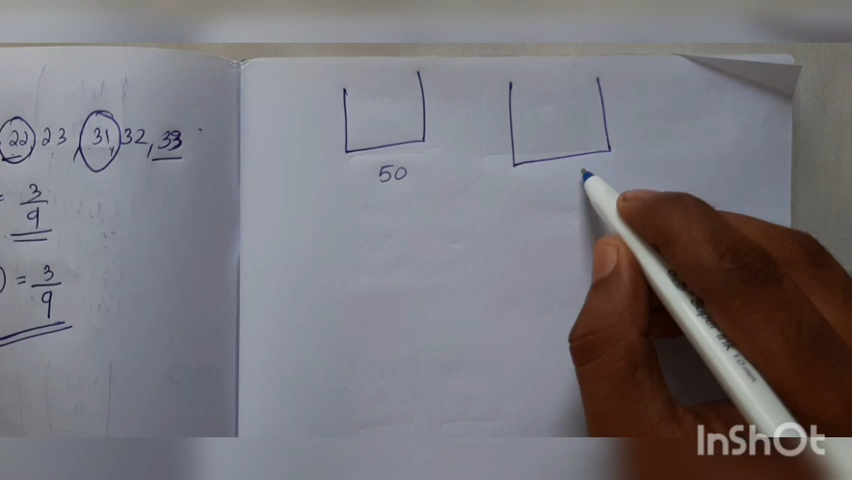 22 23, 31, 32, 33
= 3/9
) = 3/9
50
InShOt